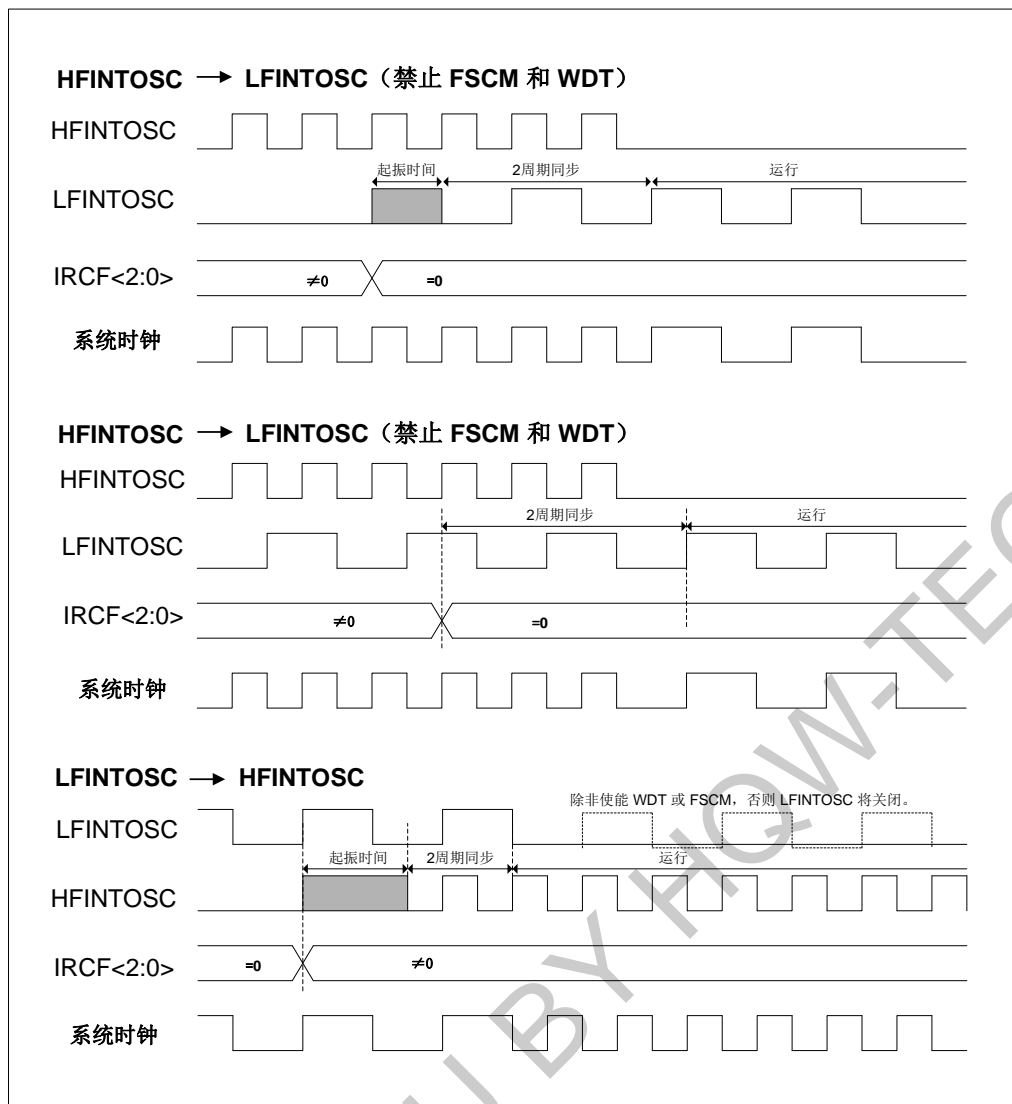 HFINTOSC → LFINTOSC（禁止 FSCM 和 WDT）
HFINTOSC
起振时间 2周期同步 运行
LFINTOSC
IRCF<2:0> ≠0 =0
系统时钟
HFINTOSC → LFINTOSC（禁止 FSCM 和 WDT）
HFINTOSC
2周期同步 运行
LFINTOSC
IRCF<2:0> ≠0 =0
系统时钟
LFINTOSC → HFINTOSC
除非使能 WDT 或 FSCM，否则 LFINTOSC 将关闭。
LFINTOSC
起振时间 2周期同步 运行
HFINTOSC
IRCF<2:0> =0 ≠0
系统时钟
BY HQW-TEC